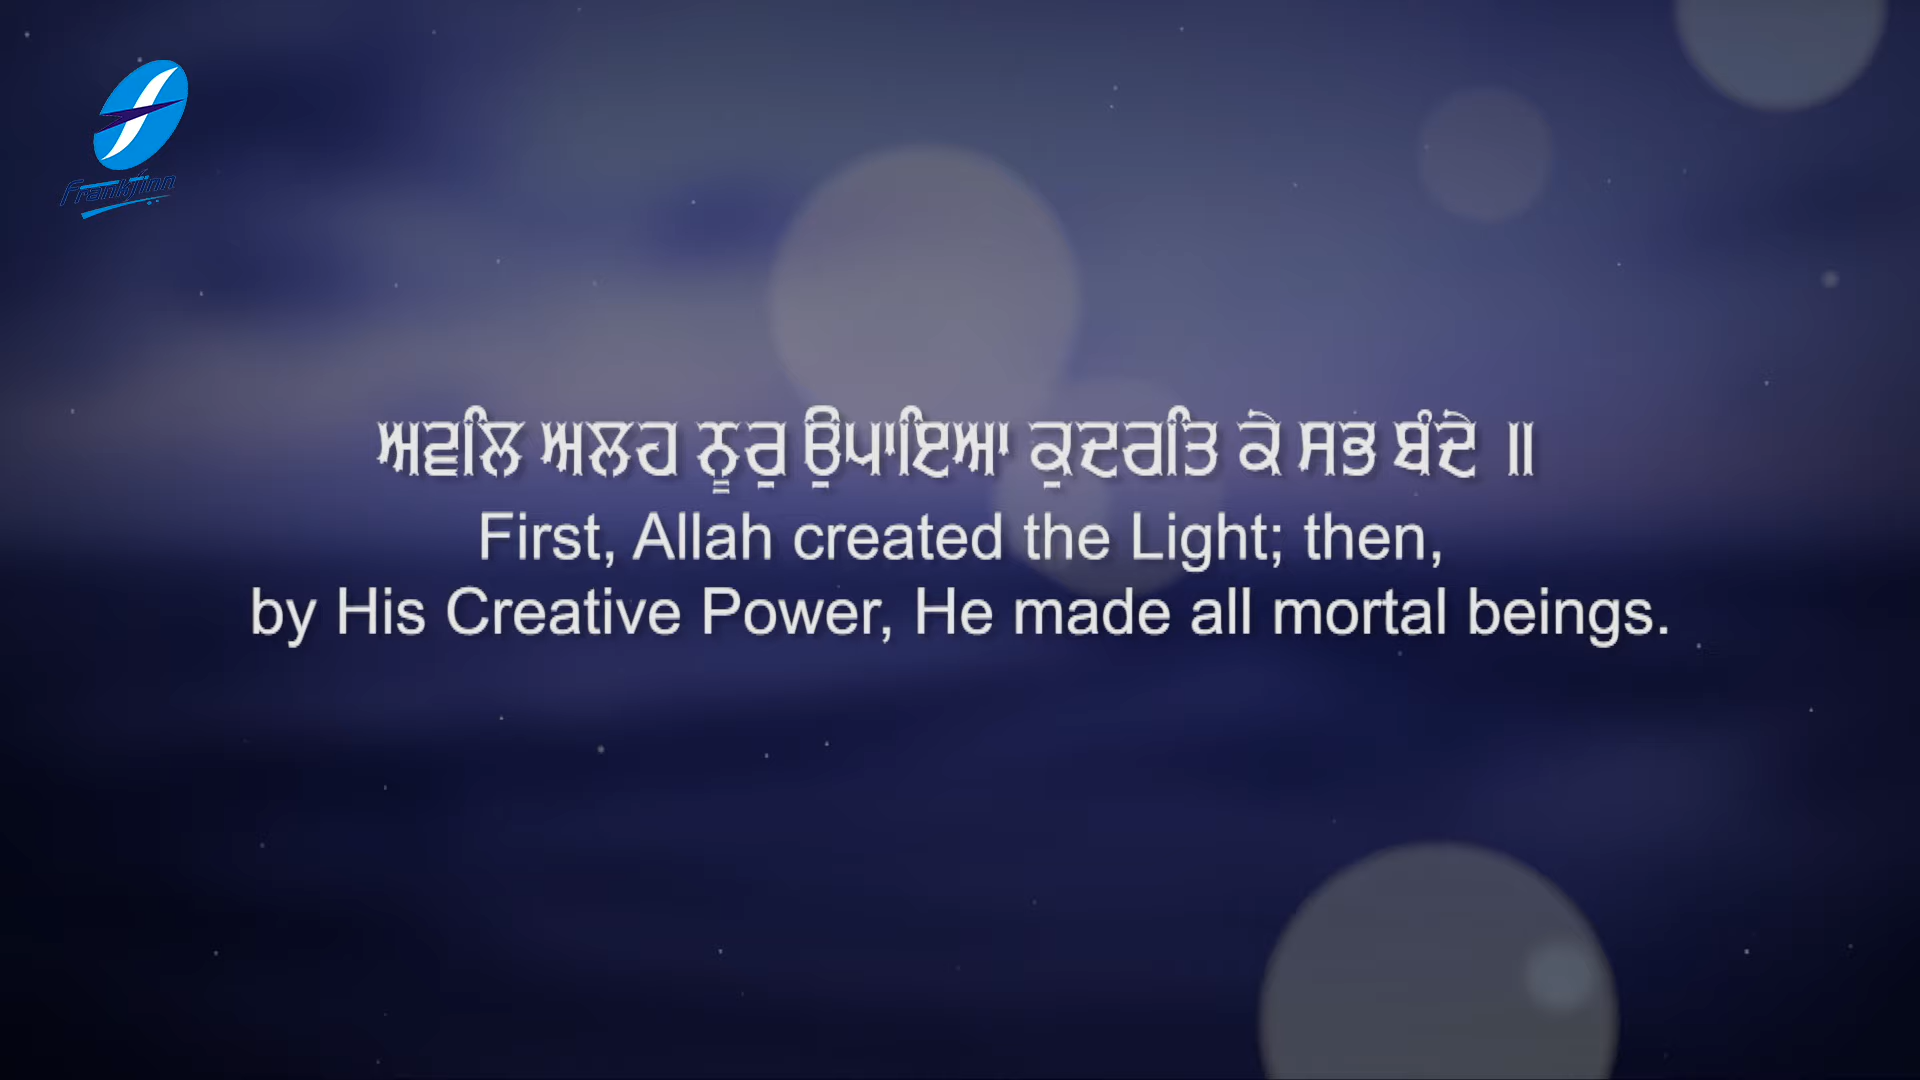 Frankfinn
ਅਵਲਿ ਅਲਹ ਨੂਰੁ ਉਪਾਇਆ ਕੁਦਰਤਿ ਕੇ ਸਭ ਬੰਦੇ ॥
First, Allah created the Light; then,
by His Creative Power, He made all mortal beings.